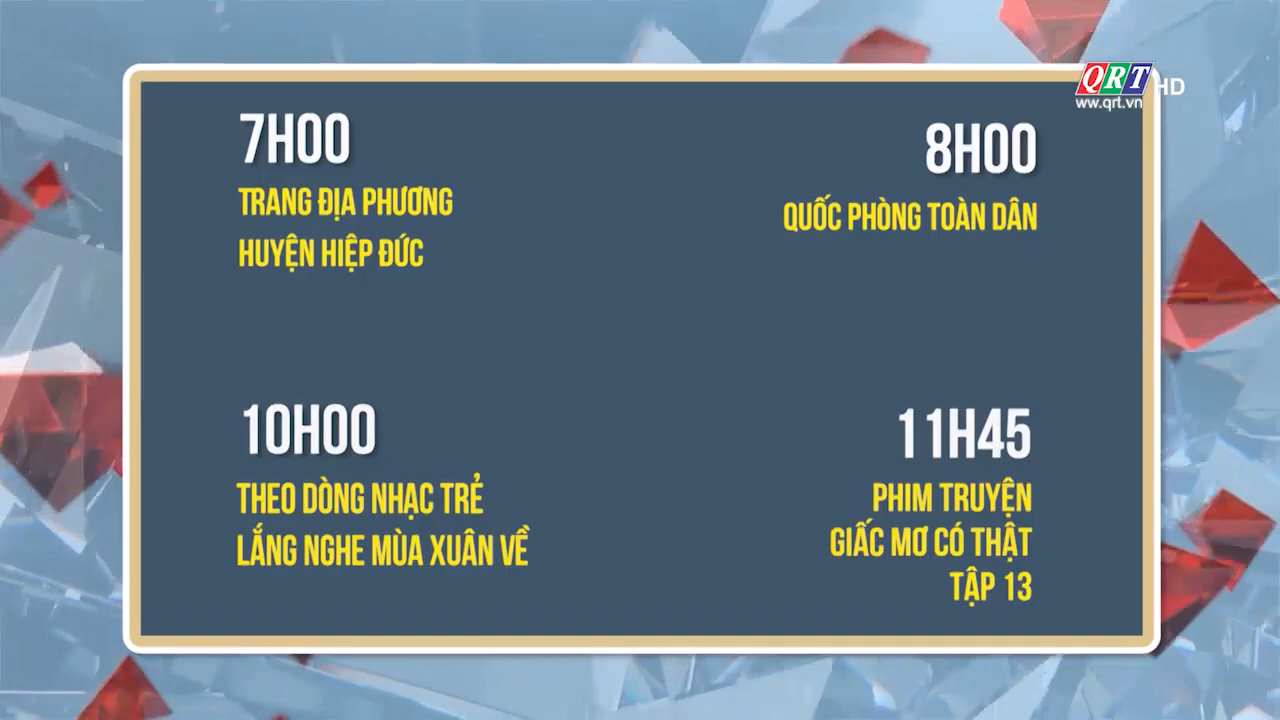 QRT HD
ww.qrt.vn
7H00
TRANG ĐỊA PHƯƠNG
HUYỆN HIỆP ĐỨC
8H00
QUỐC PHÒNG TOÀN DÂN
10H00
THEO DÒNG NHẠC TRẺ
LẮNG NGHE MÙA XUÂN VỀ
11H45
PHIM TRUYỆN
GIẤC MƠ CÓ THẬT
TẬP 13